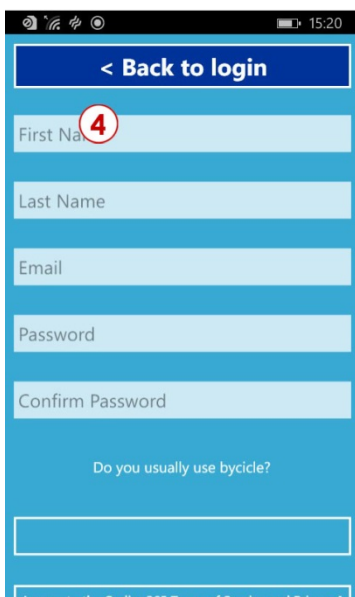 15:20
< Back to login
First Na
4
Last Name
Email
Password
Confirm Password
Do you usually use bycicle?